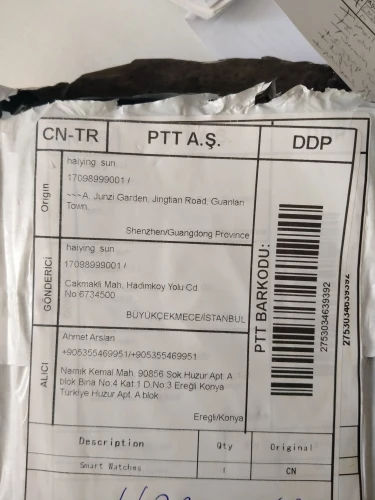 CN-TR PTT A.Ş. DDP
Origin
haiying sun
17098999001 /
~~~A, Junzi Garden, Jingtian Road, Guanlan
Town,
Shenzhen/Guangdong Province
GÖNDERİCİ
haiying sun
17098999001 /
Cakmakli Mah. Hadimkoy Yolu Cd.
No 6734500
BÜYÜKÇEKMECE/İSTANBUL
ALICI
Ahmet Arslan
+905355469951/+905355469951
Namık Kemal Mah. 90856 Sok.Huzur Apt. A
blok Bina No.4 Kat.1 D.No.3 Ereğli Konya
Türkiye Huzur Apt. A blok
Eregli/Konya
PTT BARKODU:
2753034639392
2753034639392
Description Qty Original
Smart Watches 1 CN